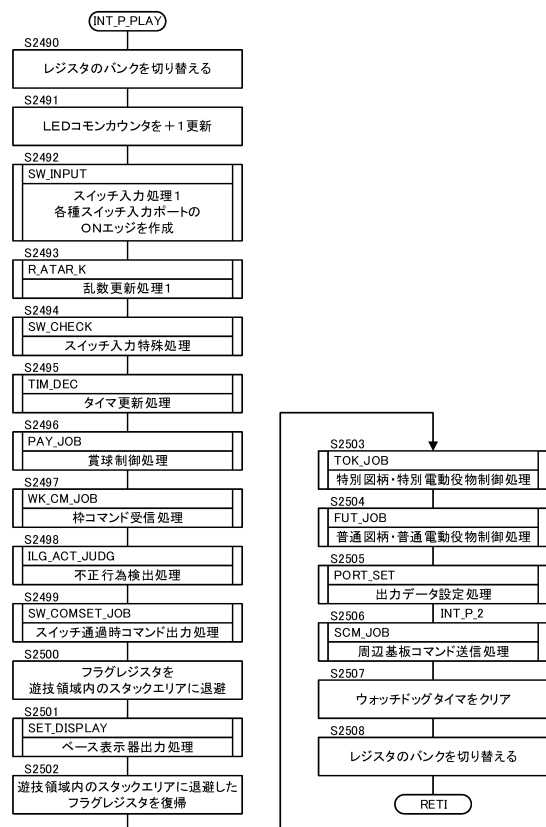 INT_P_PLAY
S2490
レジスタのバンクを切り替える
S2491
LEDコモンカウンタを+1更新
S2492
SW_INPUT
スイッチ入力処理1
各種スイッチ入力ポートの
ONエッジを作成
S2493
R_ATAR_K
乱数更新処理1
S2494
SW_CHECK
スイッチ入力特殊処理
S2495
TIM_DEC
タイマ更新処理
S2496
PAY_JOB
賞球制御処理
S2497
WK_CM_JOB
枠コマンド受信処理
S2498
ILG_ACT_JUDG
不正行為検出処理
S2499
SW_COMSET_JOB
スイッチ通過時コマンド出力処理
S2500
フラグレジスタを
遊技領域内のスタックエリアに退避
S2501
SET_DISPLAY
ベース表示器出力処理
S2502
遊技領域内のスタックエリアに退避した
フラグレジスタを復帰
S2503
TOK_JOB
特別図柄・特別電動役物制御処理
S2504
FUT_JOB
普通図柄・普通電動役物制御処理
S2505
PORT_SET
出力データ設定処理
INT_P_2
S2506
SCM_JOB
周辺基板コマンド送信処理
S2507
ウォッチドッグタイマをクリア
S2508
レジスタのバンクを切り替える
RETI